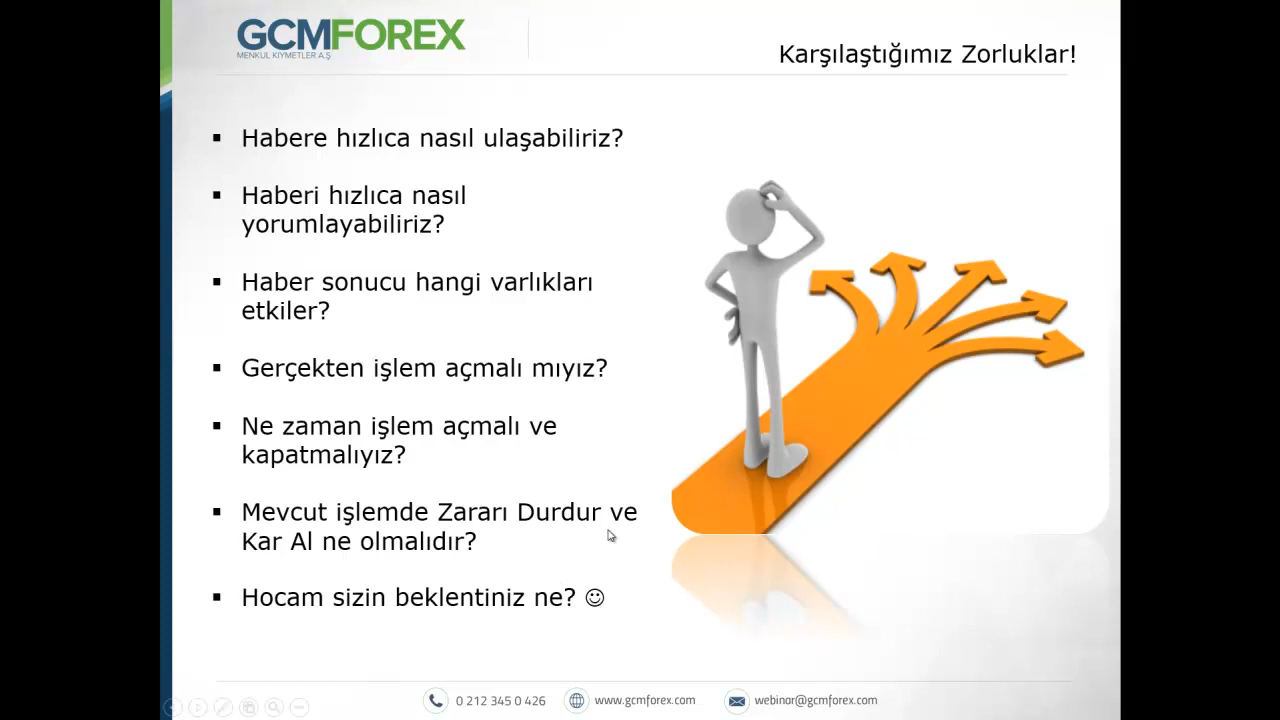 GCMFOREX
MENKUL KIYMETLER A.Ş
Karşılaştığımız Zorluklar!
▪ Habere hızlıca nasıl ulaşabiliriz?
▪ Haberi hızlıca nasıl
yorumlayabiliriz?
▪ Haber sonucu hangi varlıkları
etkiler?
▪ Gerçekten işlem açmalı mıyız?
▪ Ne zaman işlem açmalı ve
kapatmalıyız?
▪ Mevcut işlemde Zararı Durdur ve
Kar Al ne olmalıdır?
▪ Hocam sizin beklentiniz ne? ☺
0 212 345 0 426
www.gcmforex.com
webinar@gcmforex.com